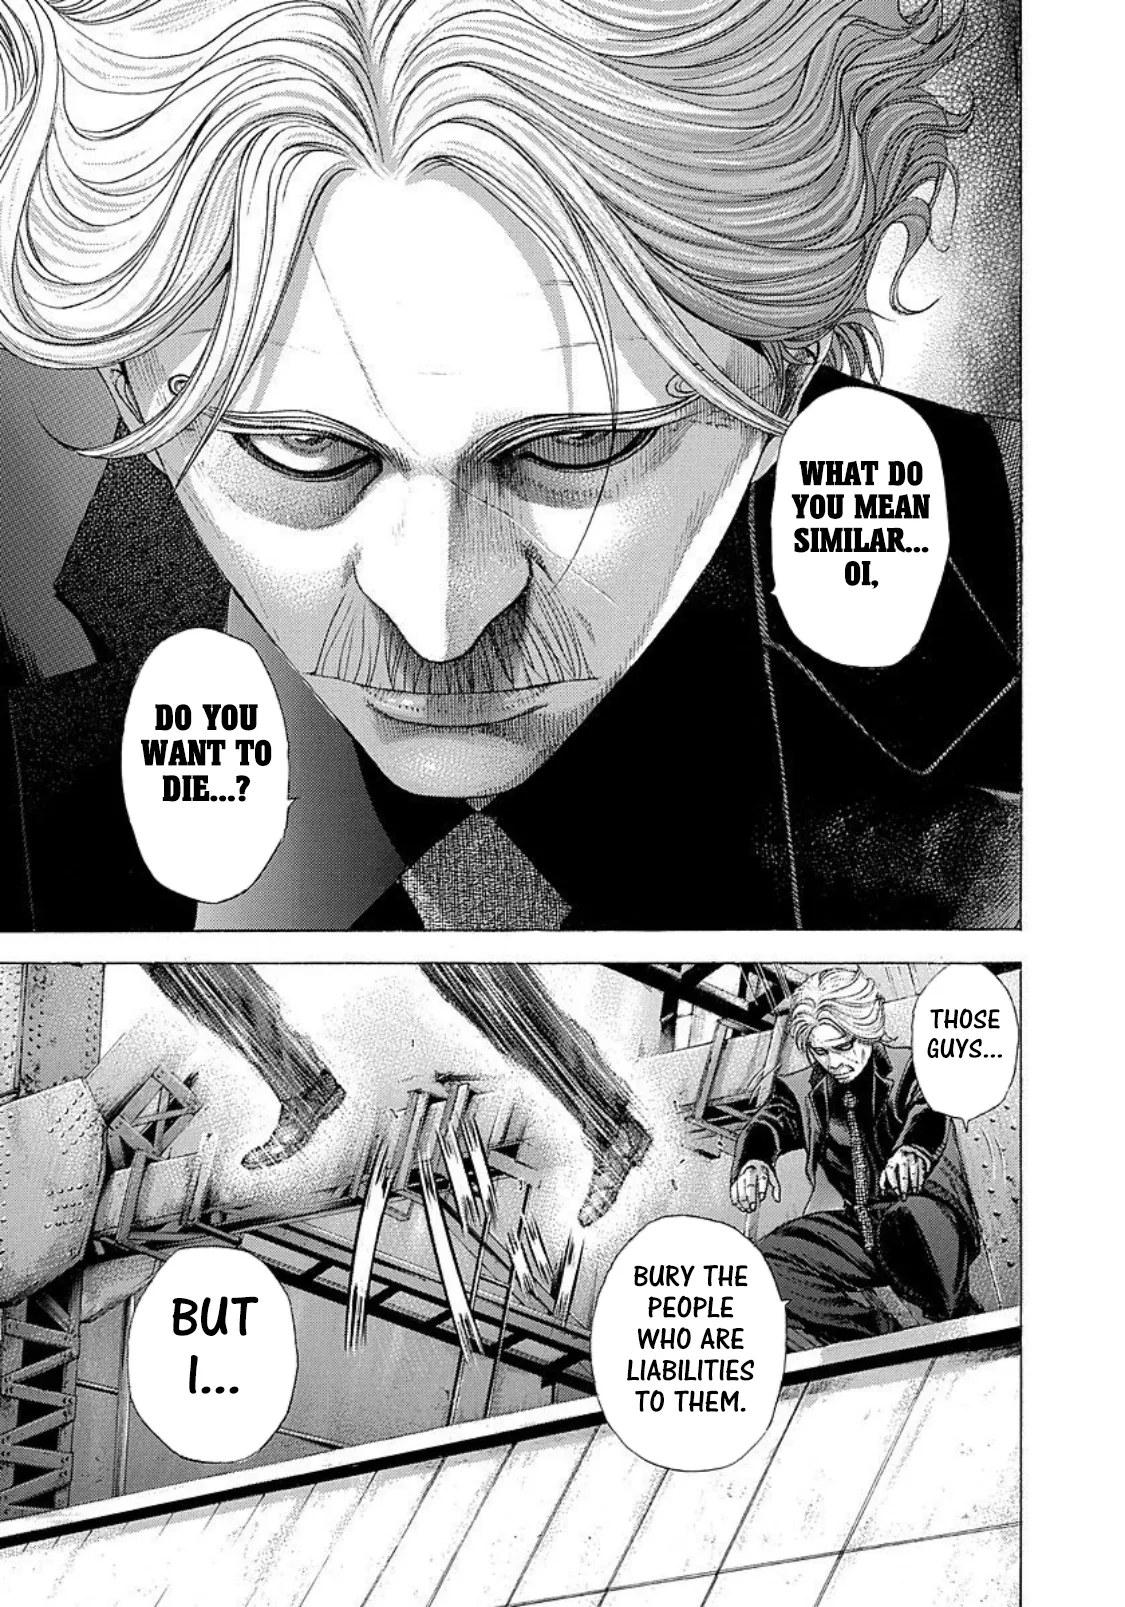 WHAT DO
YOU MEAN
SIMILAR...
OI,
DO YOU
WANT TO
DIE...?
THOSE
GUYS...
BURY THE
PEOPLE
WHO ARE
LIABILITIES
TO THEM.
BUT
I...